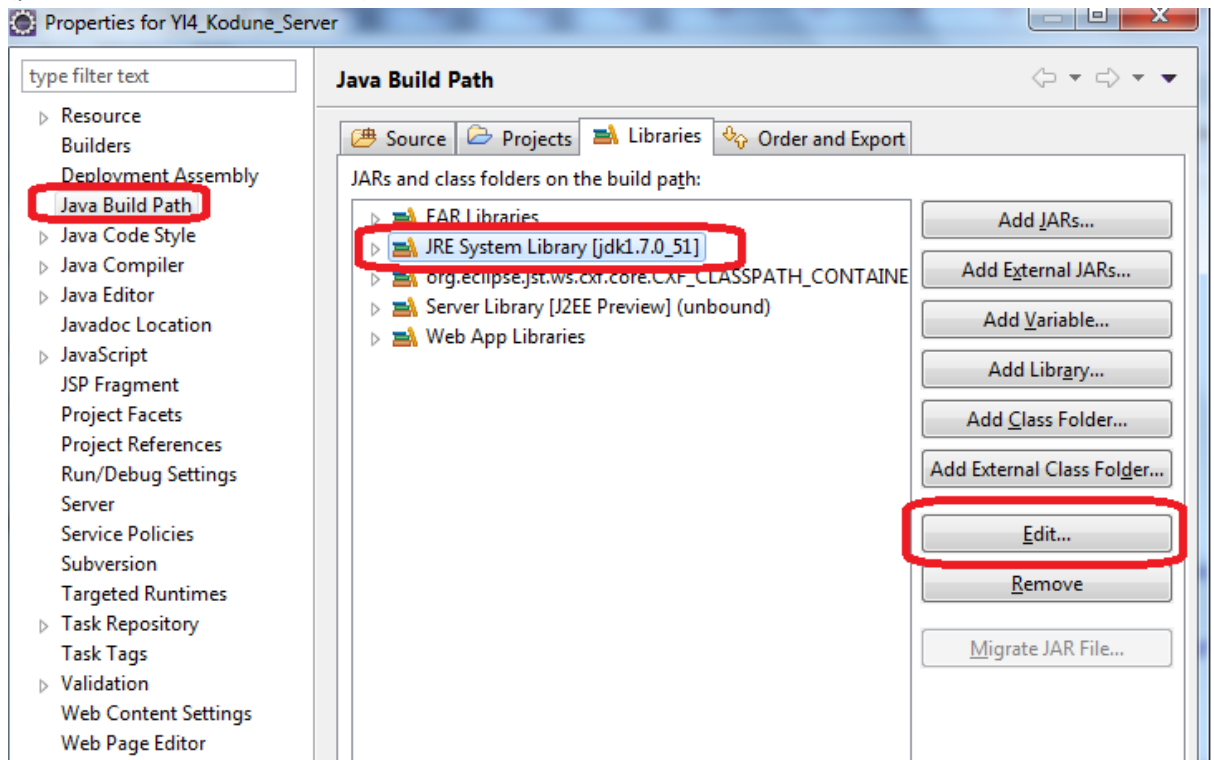 Properties for YI4_Kodune_Server
type filter text
Resource
Builders
Deployment Assembly
Java Build Path
Java Code Style
Java Compiler
Java Editor
Javadoc Location
JavaScript
JSP Fragment
Project Facets
Project References
Run/Debug Settings
Server
Service Policies
Subversion
Targeted Runtimes
Task Repository
Task Tags
Validation
Web Content Settings
Web Page Editor
Java Build Path
Source
Projects
Libraries
Order and Export
JARs and class folders on the build path:
EAR Libraries
JRE System Library [jdk1.7.0_51]
org.eclipse.jst.ws.cxf.core.CXF_CLASSPATH_CONTAINE
Server Library [J2EE Preview] (unbound)
Web App Libraries
Add JARs...
Add External JARs...
Add Variable...
Add Library...
Add Class Folder...
Add External Class Folder...
Edit...
Remove
Migrate JAR File...